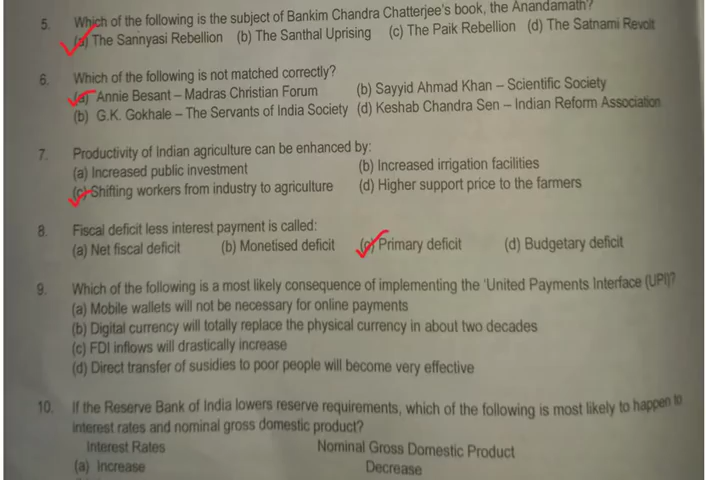 5. Which of the following is the subject of Bankim Chandra Chatterjee's book, the Anandamath?
(a) The Sannyasi Rebellion (b) The Santhal Uprising (c) The Paik Rebellion (d) The Satnami Revolt
6. Which of the following is not matched correctly?
(a) Annie Besant – Madras Christian Forum (b) Sayyid Ahmad Khan – Scientific Society
(b) G.K. Gokhale – The Servants of India Society (d) Keshab Chandra Sen – Indian Reform Association
7. Productivity of Indian agriculture can be enhanced by:
(a) Increased public investment (b) Increased irrigation facilities
(c) Shifting workers from industry to agriculture (d) Higher support price to the farmers
8. Fiscal deficit less interest payment is called:
(a) Net fiscal deficit (b) Monetised deficit (c) Primary deficit (d) Budgetary deficit
9. Which of the following is a most likely consequence of implementing the 'United Payments Interface (UPI)?
(a) Mobile wallets will not be necessary for online payments
(b) Digital currency will totally replace the physical currency in about two decades
(c) FDI inflows will drastically increase
(d) Direct transfer of susidies to poor people will become very effective
10. If the Reserve Bank of India lowers reserve requirements, which of the following is most likely to happen to
interest rates and nominal gross domestic product?
Interest Rates Nominal Gross Domestic Product
(a) Increase Decrease